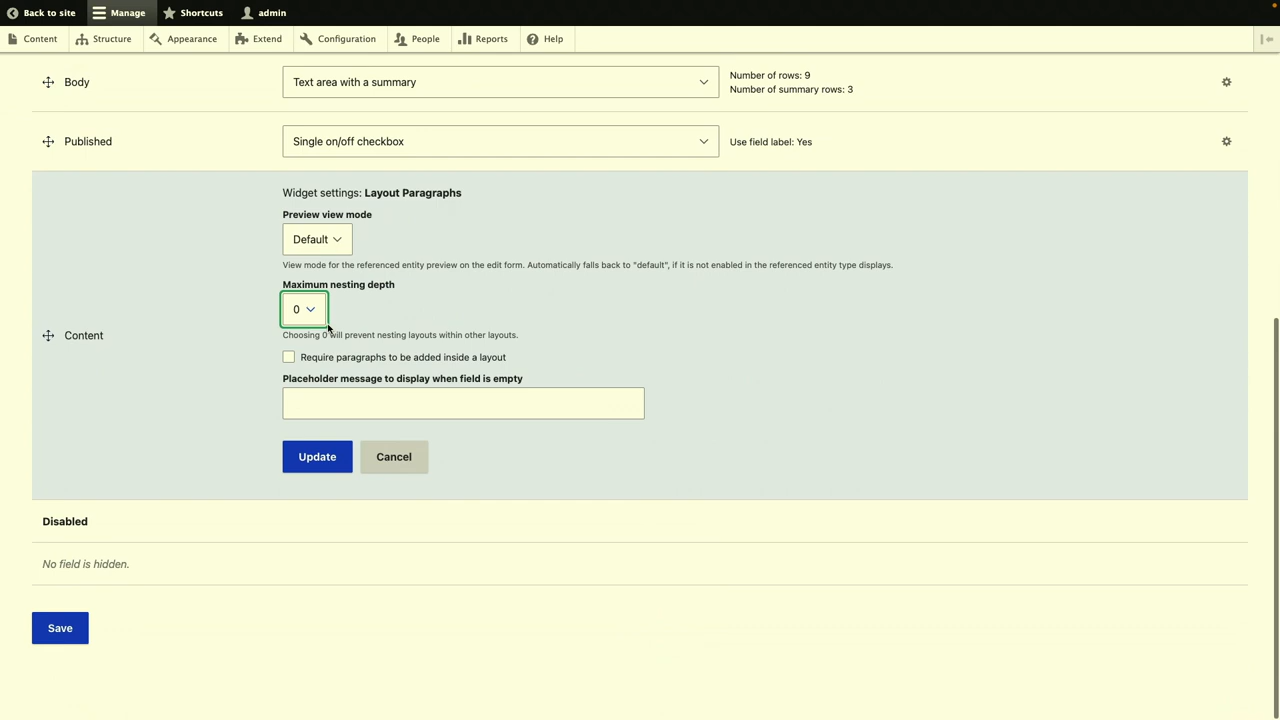 Back to site Manage Shortcuts admin
Content Structure Appearance Extend Configuration People Reports Help
Body Text area with a summary Number of rows: 9
Number of summary rows: 3
Published Single on/off checkbox Use field label: Yes
Widget settings: Layout Paragraphs
Preview view mode
Default
View mode for the referenced entity preview on the edit form. Automatically falls back to "default", if it is not enabled in the referenced entity type displays.
Maximum nesting depth
0
Choosing 0 will prevent nesting layouts within other layouts.
Content
Require paragraphs to be added inside a layout
Placeholder message to display when field is empty
Update Cancel
Disabled
No field is hidden.
Save